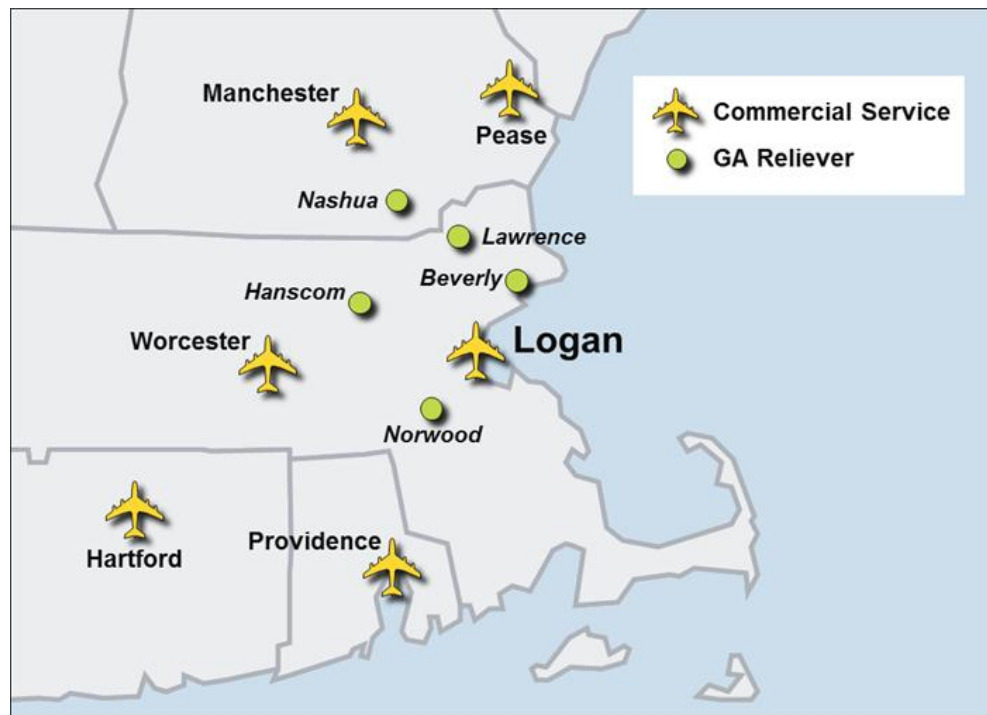 Manchester
Pease
Commercial Service
GA Reliever
Nashua
Lawrence
Beverly
Hanscom
Worcester
Logan
Norwood
Hartford
Providence